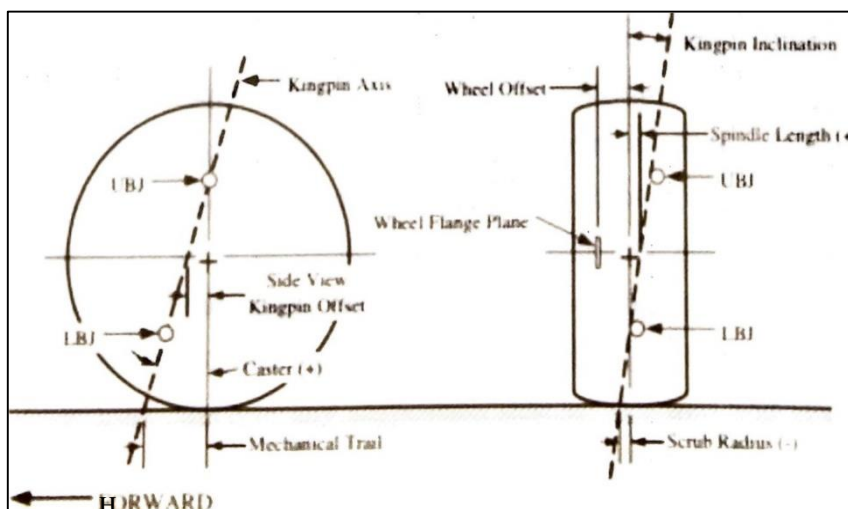 Kingpin Axis
UBJ
Side View
Kingpin Offset
LBJ
Caster (+)
Mechanical Trail
FORWARD
Kingpin Inclination
Wheel Offset
Spindle Length (+
UBJ
Wheel Flange Plane
LBJ
Scrub Radius (-)